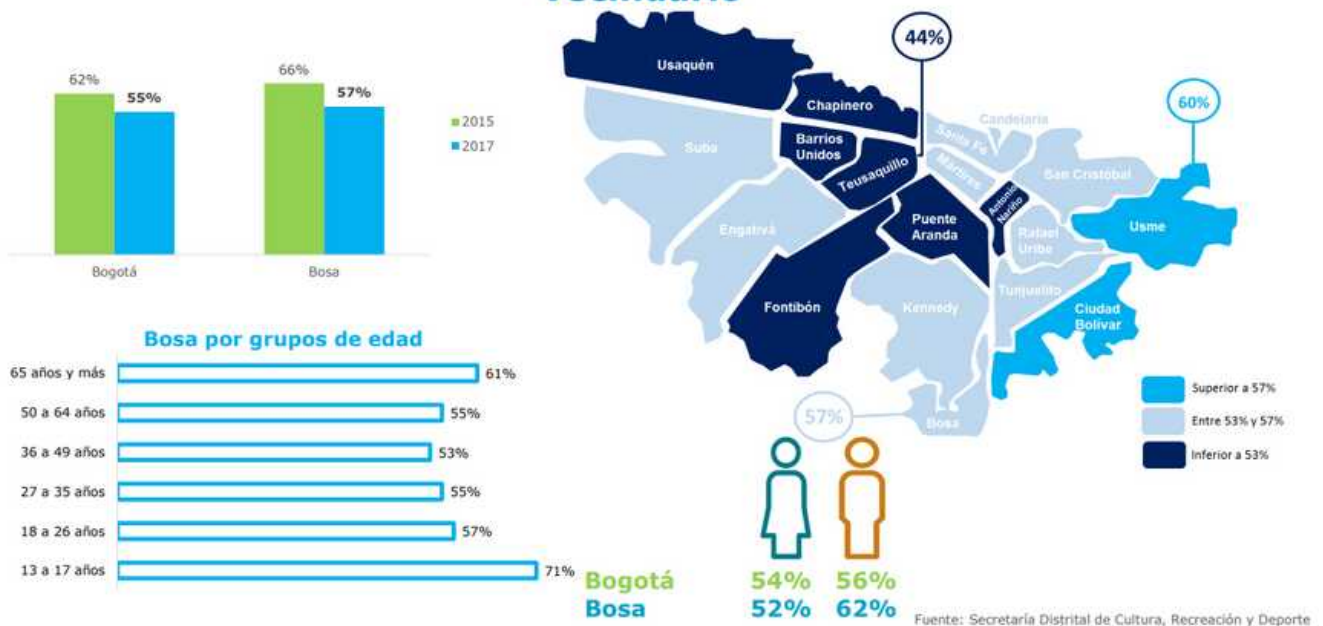 62%
55%
66%
57%
2015
2017
Bogotá
Bosa
Bosa por grupos de edad
65 años y más
61%
50 a 64 años
55%
36 a 49 años
53%
27 a 35 años
55%
18 a 26 años
57%
13 a 17 años
71%
44%
60%
Usaquén
Chapinero
Candelaria
Santa Fé
Barrios
Unidos
Suba
Teusaquillo
Martires
San Cristóbal
Antonio
Nariño
Puente
Aranda
Rafael
Uribe
Usme
Engativá
Tunjuelito
Fontibón
Kennedy
Ciudad
Bolívar
57%
Bosa
Superior a 57%
Entre 53% y 57%
Inferior a 53%
Bogotá 54% 56%
Bosa 52% 62%
Fuente: Secretaría Distrital de Cultura, Recreación y Deporte